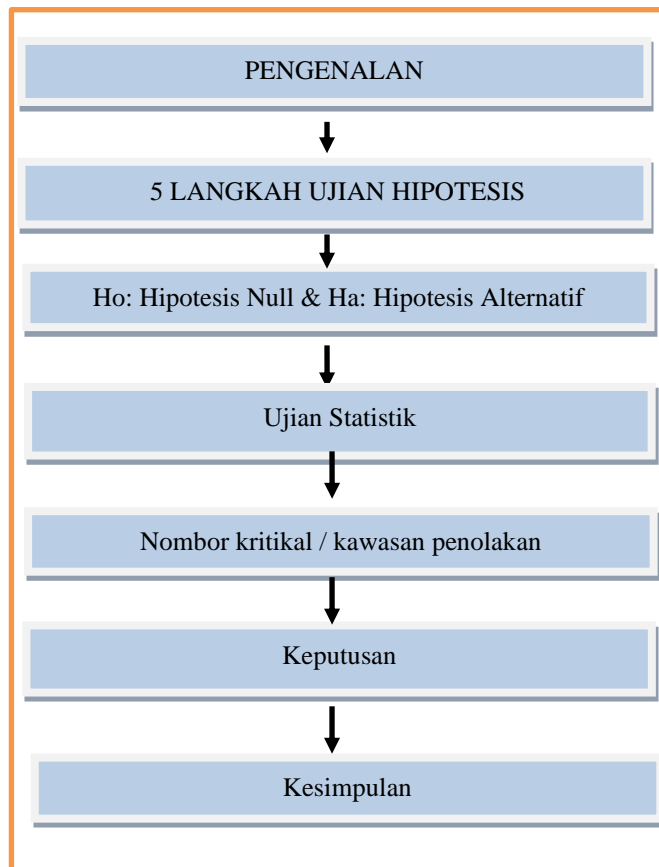 PENGENALAN
5 LANGKAH UJIAN HIPOTESIS
Ho: Hipotesis Null & Ha: Hipotesis Alternatif
Ujian Statistik
Nombor kritikal / kawasan penolakan
Keputusan
Kesimpulan